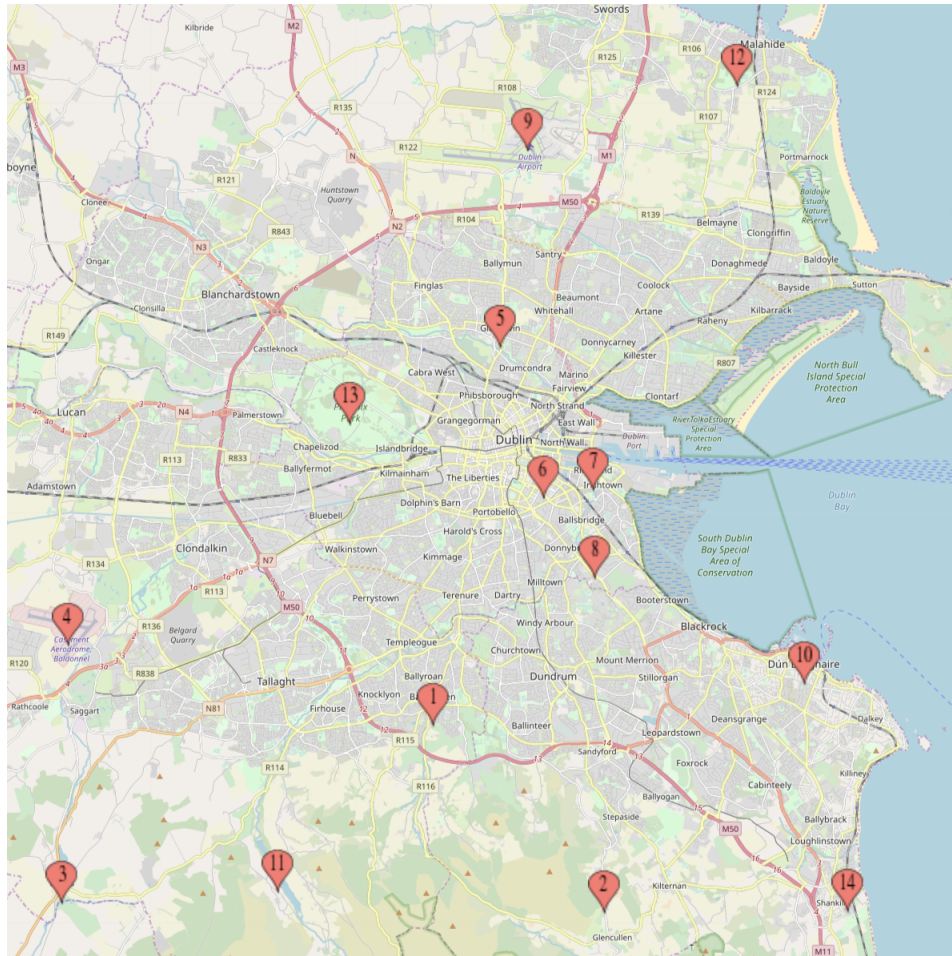 Swords
Kilbride
M2
M3
R106
Malahide
12
R125
R124
R108
R107
R135
9
M1
N
R122
Dublin
Airport
Portmarnock
R121
Huntstown
Quarry
Baldoyle
Estuary
Nature
Reserve
Clonee
M50
R139
R104
Belmayne
N2
Clongriffin
R843
N3
Ongar
Ballymun
Santry
Donaghmede
Baldoyle
Finglas
Coolock
Bayside
Sutton
Blanchardstown
Beaumont
Clonsilla
5
Whitehall
Artane
Kilbarrack
R149
Raheny
Donnycarney
Castleknock
Killester
R807
Drumcondra
Cabra West
Marino
North Bull
Island Special
Protection
Area
13
Fairview
Phibsborough
Clontarf
Lucan
N4
Palmerstown
North Strand
Grangegorman
East Wall
RiverTolkaEstuary
Special
Protection
Area
Dublin
North Wall
Dublin
Port
Chapelizod
Islandbridge
R113
R833
Ballyfermot
Kilmainham
6
7
Adamstown
The Liberties
Irishtown
Dublin
Bay
Dolphin's Barn
Portobello
Bluebell
Ballsbridge
Harold's Cross
South Dublin
Bay Special
Area of
Conservation
Clondalkin
Walkinstown
Kimmage
8
R134
N7
Milltown
R113
Perrystown
Terenure
Dartry
Booterstown
M50
4
Windy Arbour
Blackrock
R136
Belgard
Quarry
Casement
Aerodrome,
Baldonnel
Templeogue
Churchtown
Mount Merrion
10
R120
R838
Ballyroan
Dundrum
Stillorgan
Tallaght
Knocklyon
1
Rathcoole
Saggart
N81
Firhouse
Deansgrange
Dalkey
Ballinteer
Leopardstown
R115
Sandyford
R114
Foxrock
Killiney
R116
Cabinteely
Ballyogan
Stepaside
Ballybrack
M50
Loughlinstown
11
3
2
14
Kilternan
Glencullen
M11